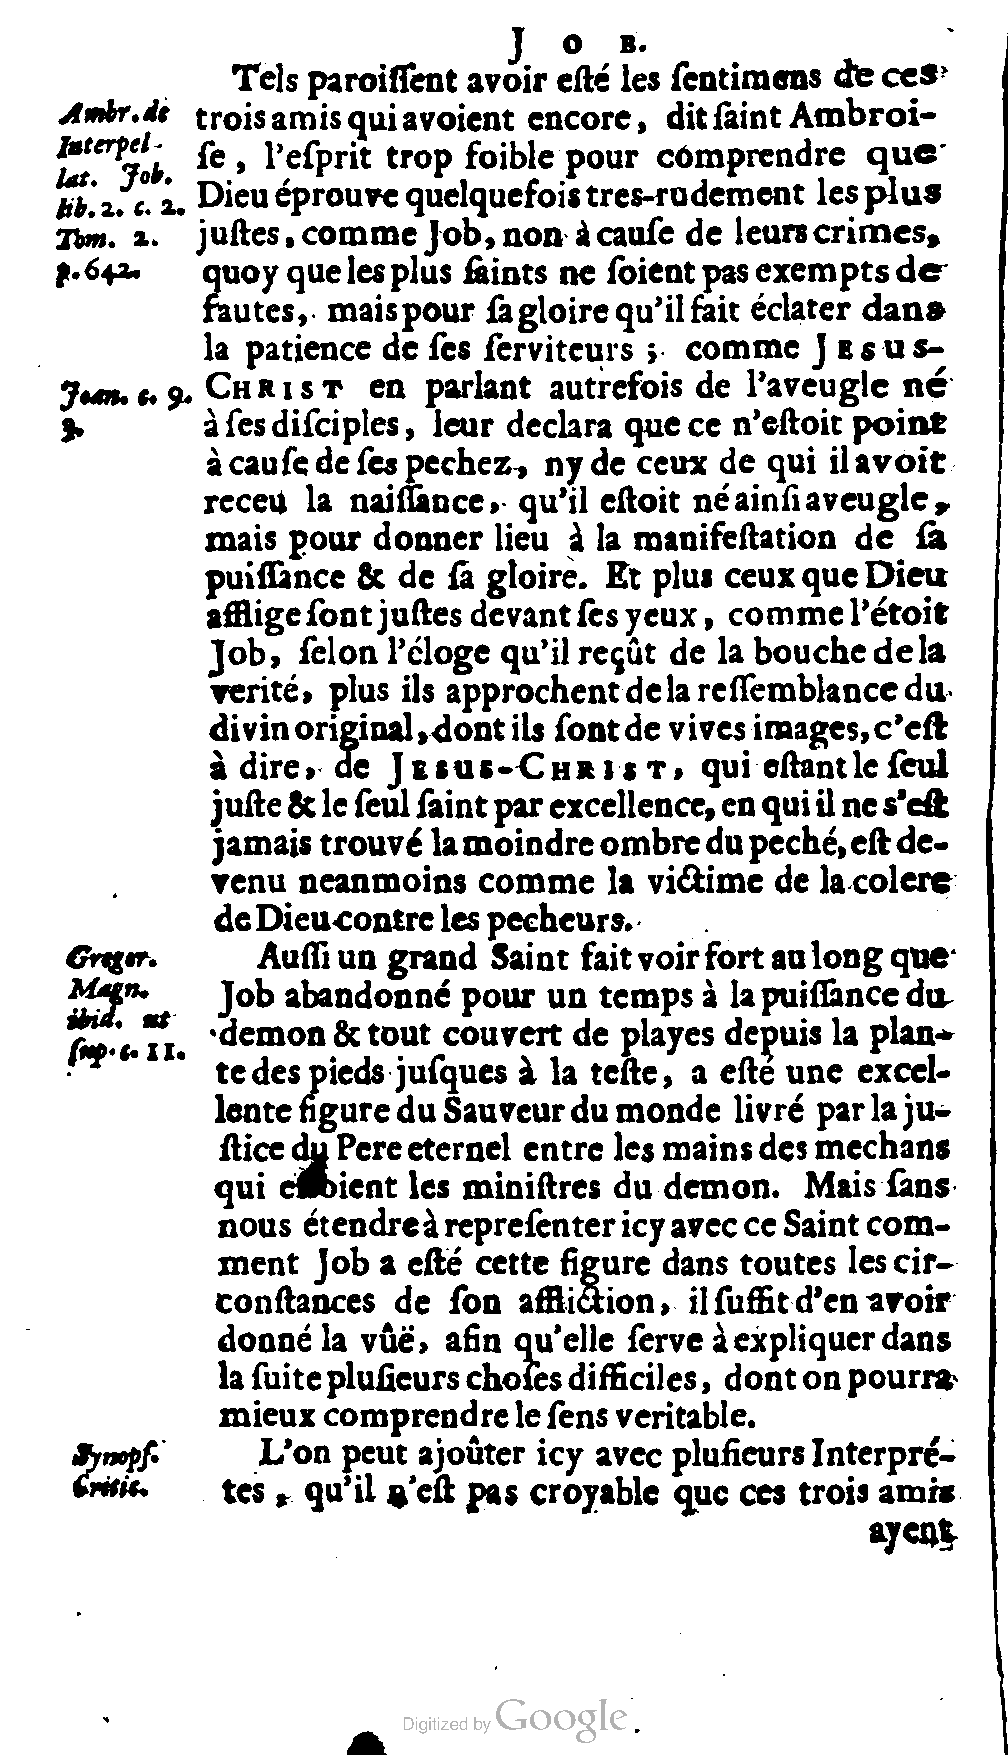 JOB.
Tels paroiſſent avoir eſté les ſentimens de ces
trois amis qui avoient encore, dit ſaint Ambroi-
ſe, l'eſprit trop foible pour comprendre que
Dieu éprouve quelquefois tres-rudement les plus
juſtes, comme Job, non à cauſe de leurs crimes,
quoy que les plus ſaints ne ſoient pas exempts de
fautes, mais pour ſa gloire qu'il fait éclater dans
la patience de ſes ſerviteurs ; comme JESUS-
CHRIST en parlant autrefois de l'aveugle né
à ſes diſciples, leur declara que ce n'eſtoit point
à cauſe de ſes pechez, ny de ceux de qui il avoit
receu la naiſſance, qu'il eſtoit né ainſi aveugle,
mais pour donner lieu à la manifeſtation de ſa
puiſſance & de ſa gloire. Et plus ceux que Dieu
afflige ſont juſtes devant ſes yeux, comme l'étoit
Job, ſelon l'éloge qu'il reçût de la bouche de la
verité, plus ils approchent de la reſſemblance du
divin original, dont ils ſont de vives images, c'eſt
à dire, de JESUS-CHRIST, qui eſtant le ſeul
juſte & le ſeul ſaint par excellence, en qui il ne s'eſt
jamais trouvé la moindre ombre du peché, eſt de-
venu neanmoins comme la victime de la colere
de Dieu contre les pecheurs.
Auſſi un grand Saint fait voir fort au long que
Job abandonné pour un temps à la puiſſance du
demon & tout couvert de playes depuis la plan-
te des pieds juſques à la teſte, a eſté une excel-
lente figure du Sauveur du monde livré par la ju-
ſtice du Pere eternel entre les mains des mechans
qui eſtoient les miniſtres du demon. Mais ſans
nous étendre à repreſenter icy avec ce Saint com-
ment Job a eſté cette figure dans toutes les cir-
conſtances de ſon affliction, il ſuffit d'en avoir
donné la vûë, afin qu'elle ſerve à expliquer dans
la ſuite pluſieurs choſes difficiles, dont on pourra
mieux comprendre le ſens veritable.
L'on peut ajoûter icy avec pluſieurs Interpré-
tes, qu'il n'eſt pas croyable que ces trois amis
ayent
Ambr. de
Interpel-
lat. Job.
lib. 2. c. 2.
Tom. 2.
p. 642.
Joan. c. 9.
3.
Gregor.
Magn.
ibid. ut
ſup. c. 11.
Synopſ.
Critic.
Digitized by Google